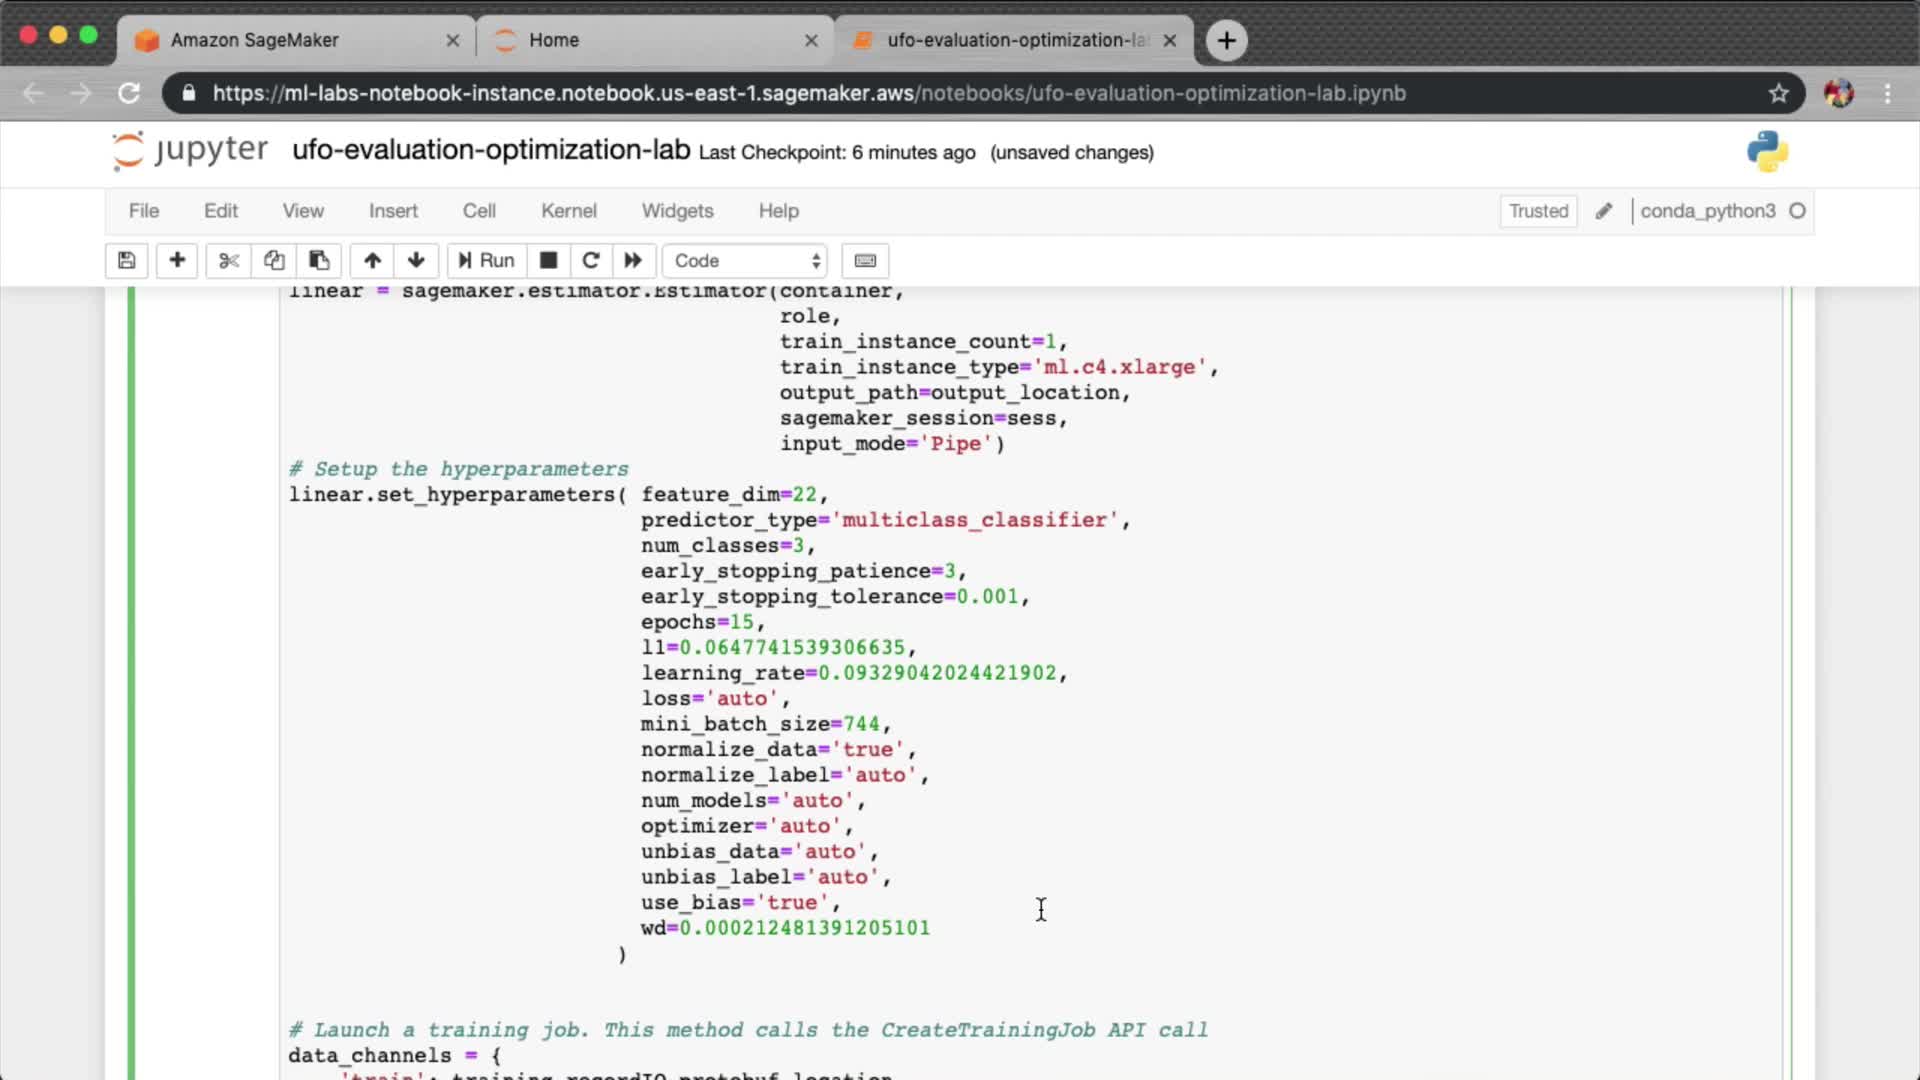 Amazon SageMaker
Home
ufo-evaluation-optimization-la
https://ml-labs-notebook-instance.notebook.us-east-1.sagemaker.aws/notebooks/ufo-evaluation-optimization-lab.ipynb
jupyter ufo-evaluation-optimization-lab Last Checkpoint: 6 minutes ago (unsaved changes)
File Edit View Insert Cell Kernel Widgets Help Trusted conda_python3
Run Code
linear = sagemaker.estimator.Estimator(container,
role,
train_instance_count=1,
train_instance_type='ml.c4.xlarge',
output_path=output_location,
sagemaker_session=sess,
input_mode='Pipe')
# Setup the hyperparameters
linear.set_hyperparameters( feature_dim=22,
predictor_type='multiclass_classifier',
num_classes=3,
early_stopping_patience=3,
early_stopping_tolerance=0.001,
epochs=15,
l1=0.0647741539306635,
learning_rate=0.09329042024421902,
loss='auto',
mini_batch_size=744,
normalize_data='true',
normalize_label='auto',
num_models='auto',
optimizer='auto',
unbias_data='auto',
unbias_label='auto',
use_bias='true',
wd=0.000212481391205101
)
# Launch a training job. This method calls the CreateTrainingJob API call
data_channels = {
'train': training_recordIO_protobuf_location